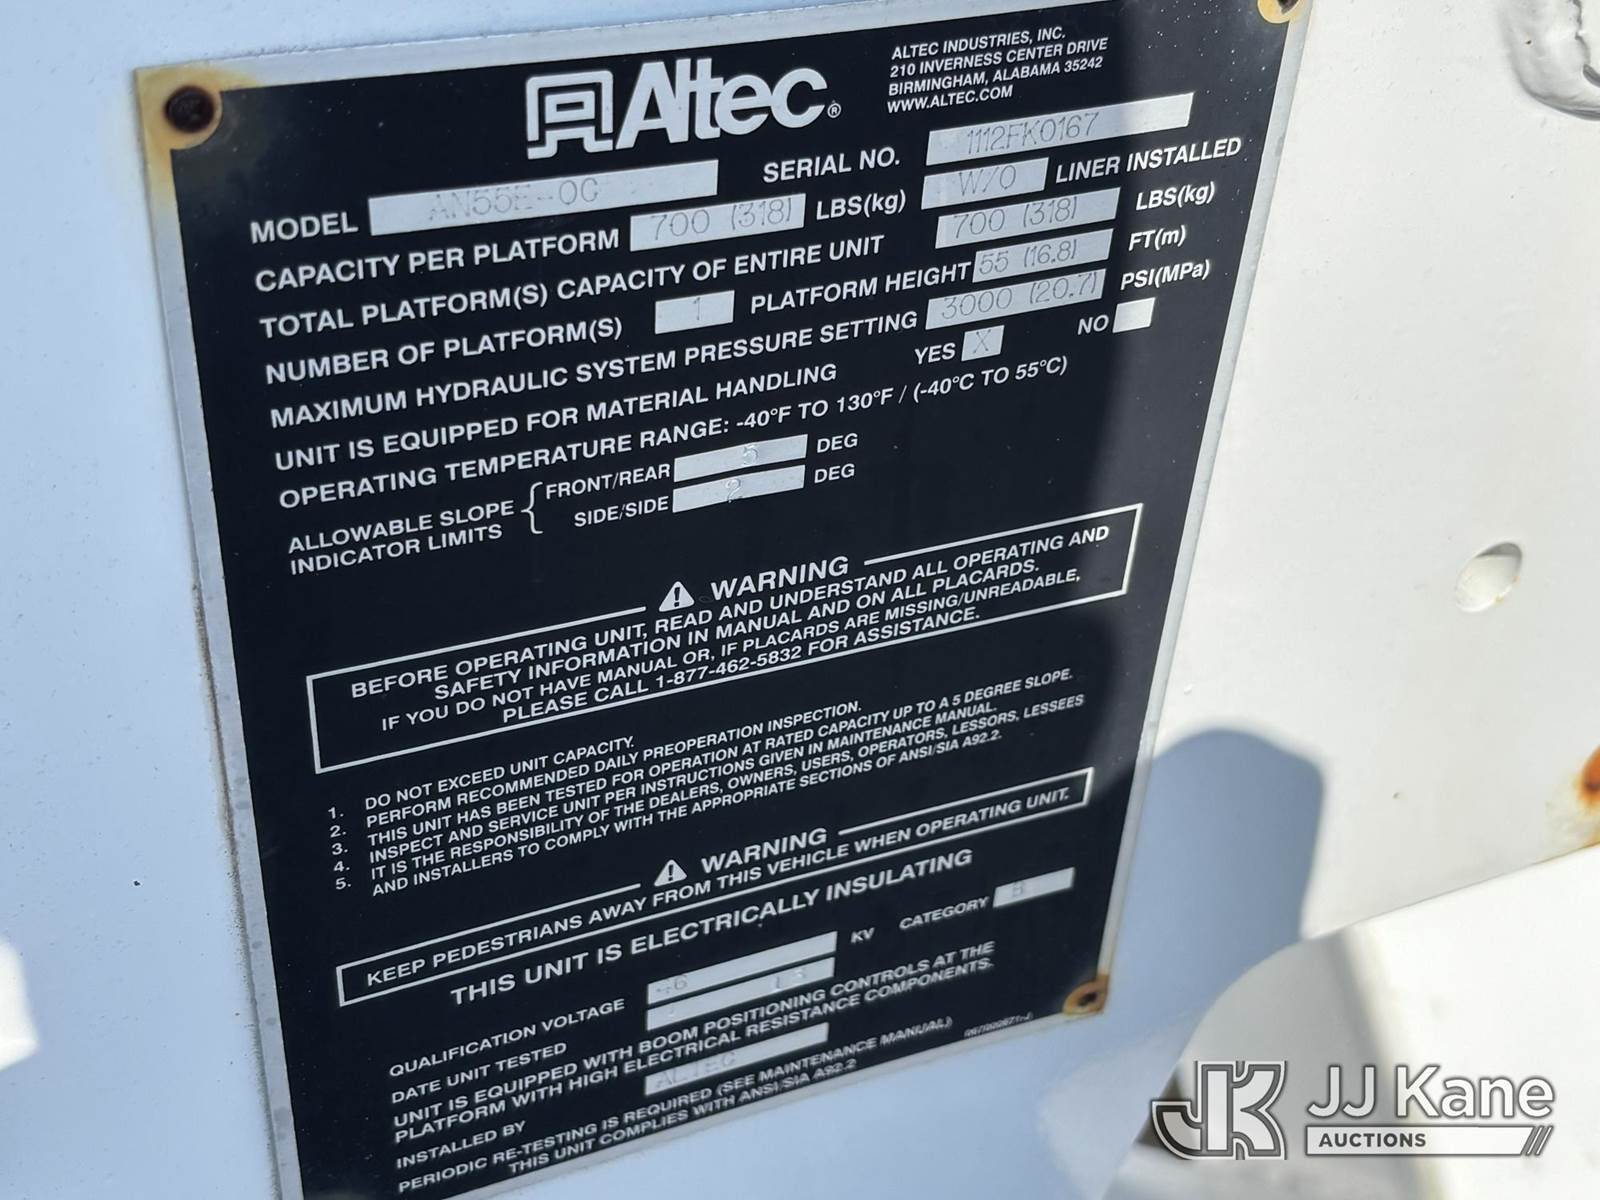 Altec®
ALTEC INDUSTRIES, INC.
210 INVERNESS CENTER DRIVE
BIRMINGHAM, ALABAMA 35242
WWW.ALTEC.COM
MODEL AN55E-OC SERIAL NO. 1112FK0167
CAPACITY PER PLATFORM 700 (318) LBS(kg) W/O LINER INSTALLED
TOTAL PLATFORM(S) CAPACITY OF ENTIRE UNIT 700 (318) LBS(kg)
NUMBER OF PLATFORM(S) 1 PLATFORM HEIGHT 55 (16.8) FT(m)
MAXIMUM HYDRAULIC SYSTEM PRESSURE SETTING 3000 (20.7) PSI(MPa)
UNIT IS EQUIPPED FOR MATERIAL HANDLING YES X NO
OPERATING TEMPERATURE RANGE: -40°F TO 130°F / (-40°C TO 55°C)
ALLOWABLE SLOPE INDICATOR LIMITS { FRONT/REAR 5 DEG
SIDE/SIDE 2 DEG
⚠ WARNING
BEFORE OPERATING UNIT, READ AND UNDERSTAND ALL OPERATING AND
SAFETY INFORMATION IN MANUAL AND ON ALL PLACARDS.
IF YOU DO NOT HAVE MANUAL OR, IF PLACARDS ARE MISSING/UNREADABLE,
PLEASE CALL 1-877-462-5832 FOR ASSISTANCE.
1. DO NOT EXCEED UNIT CAPACITY.
2. PERFORM RECOMMENDED DAILY PREOPERATION INSPECTION.
3. THIS UNIT HAS BEEN TESTED FOR OPERATION AT RATED CAPACITY UP TO A 5 DEGREE SLOPE.
4. INSPECT AND SERVICE UNIT PER INSTRUCTIONS GIVEN IN MAINTENANCE MANUAL.
5. IT IS THE RESPONSIBILITY OF THE DEALERS, OWNERS, USERS, OPERATORS, LESSORS, LESSEES
AND INSTALLERS TO COMPLY WITH THE APPROPRIATE SECTIONS OF ANSI/SIA A92.2.
⚠ WARNING
KEEP PEDESTRIANS AWAY FROM THIS VEHICLE WHEN OPERATING UNIT.
THIS UNIT IS ELECTRICALLY INSULATING
QUALIFICATION VOLTAGE 46 KV CATEGORY B
DATE UNIT TESTED
UNIT IS EQUIPPED WITH BOOM POSITIONING CONTROLS AT THE
PLATFORM WITH HIGH ELECTRICAL RESISTANCE COMPONENTS.
INSTALLED BY ALTEC
PERIODIC RE-TESTING IS REQUIRED (SEE MAINTENANCE MANUAL)
THIS UNIT COMPLIES WITH ANSI/SIA A92.2
JK JJ Kane
AUCTIONS